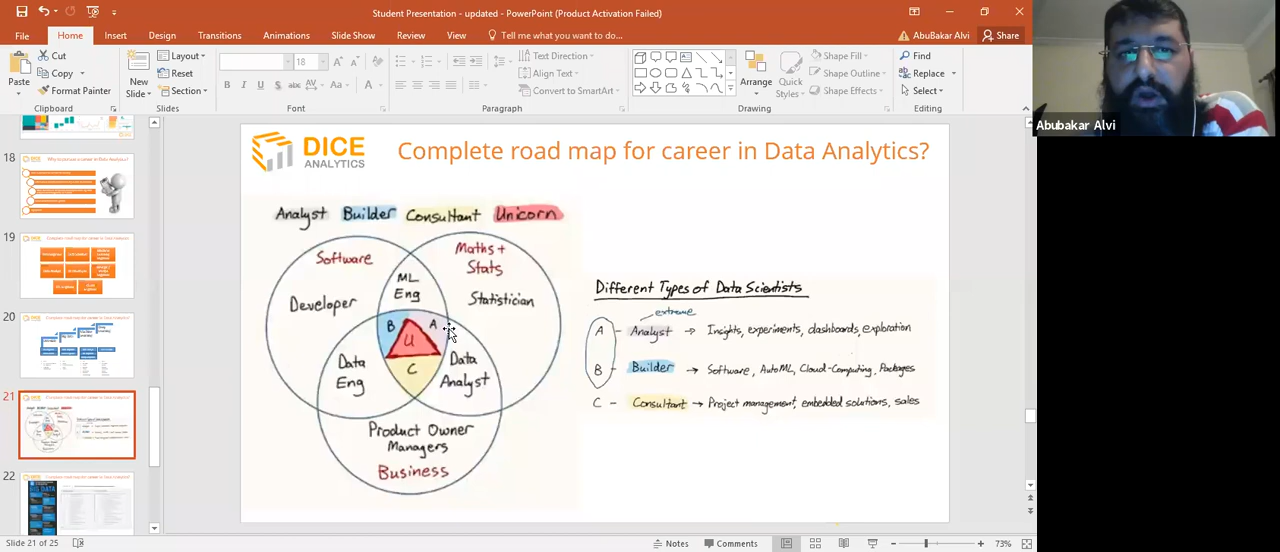 Student Presentation - updated - PowerPoint (Product Activation Failed)
File Home Insert Design Transitions Animations Slide Show Review View Tell me what you want to do... AbuBakar Alvi Share
Paste
Cut
Copy
Format Painter
Clipboard
New
Slide
Layout
Reset
Section
Slides
18
B I U S abc AV Aa A
Font
Text Direction
Align Text
Convert to SmartArt
Paragraph
Arrange
Quick
Styles
Shape Fill
Shape Outline
Shape Effects
Drawing
Find
Replace
Select
Editing
Abubakar Alvi
18
19
20
21
22
DICE
ANALYTICS
Complete road map for career in Data Analytics?
Analyst Builder Consultant Unicorn
Software
Maths +
Stats
ML
Eng
Developer
Statistician
B A
U
C
Data
Eng
Data
Analyst
Product Owner
Managers
Business
Different Types of Data Scientists
extreme
A - Analyst → Insights, experiments, dashboards, exploration
B - Builder → Software, AutoML, Cloud-Computing, Packages
C - Consultant → Project management, embedded solutions, sales
Slide 21 of 25
Notes Comments 73%